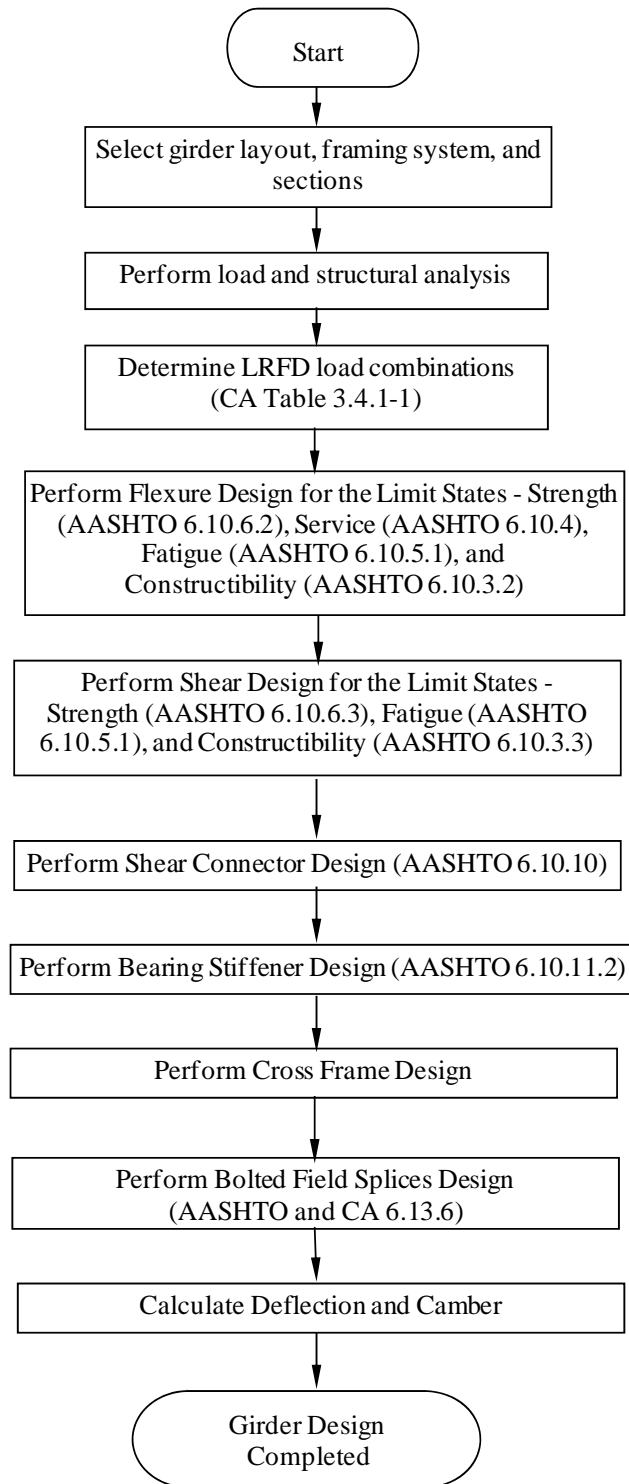 Start
Select girder layout, framing system, and
sections
Perform load and structural analysis
Determine LRFD load combinations
(CA Table 3.4.1-1)
Perform Flexure Design for the Limit States - Strength
(AASHTO 6.10.6.2), Service (AASHTO 6.10.4),
Fatigue (AASHTO 6.10.5.1), and
Constructibility (AASHTO 6.10.3.2)
Perform Shear Design for the Limit States -
Strength (AASHTO 6.10.6.3), Fatigue (AASHTO
6.10.5.1), and Constructibility (AASHTO 6.10.3.3)
Perform Shear Connector Design (AASHTO 6.10.10)
Perform Bearing Stiffener Design (AASHTO 6.10.11.2)
Perform Cross Frame Design
Perform Bolted Field Splices Design
(AASHTO and CA 6.13.6)
Calculate Deflection and Camber
Girder Design
Completed